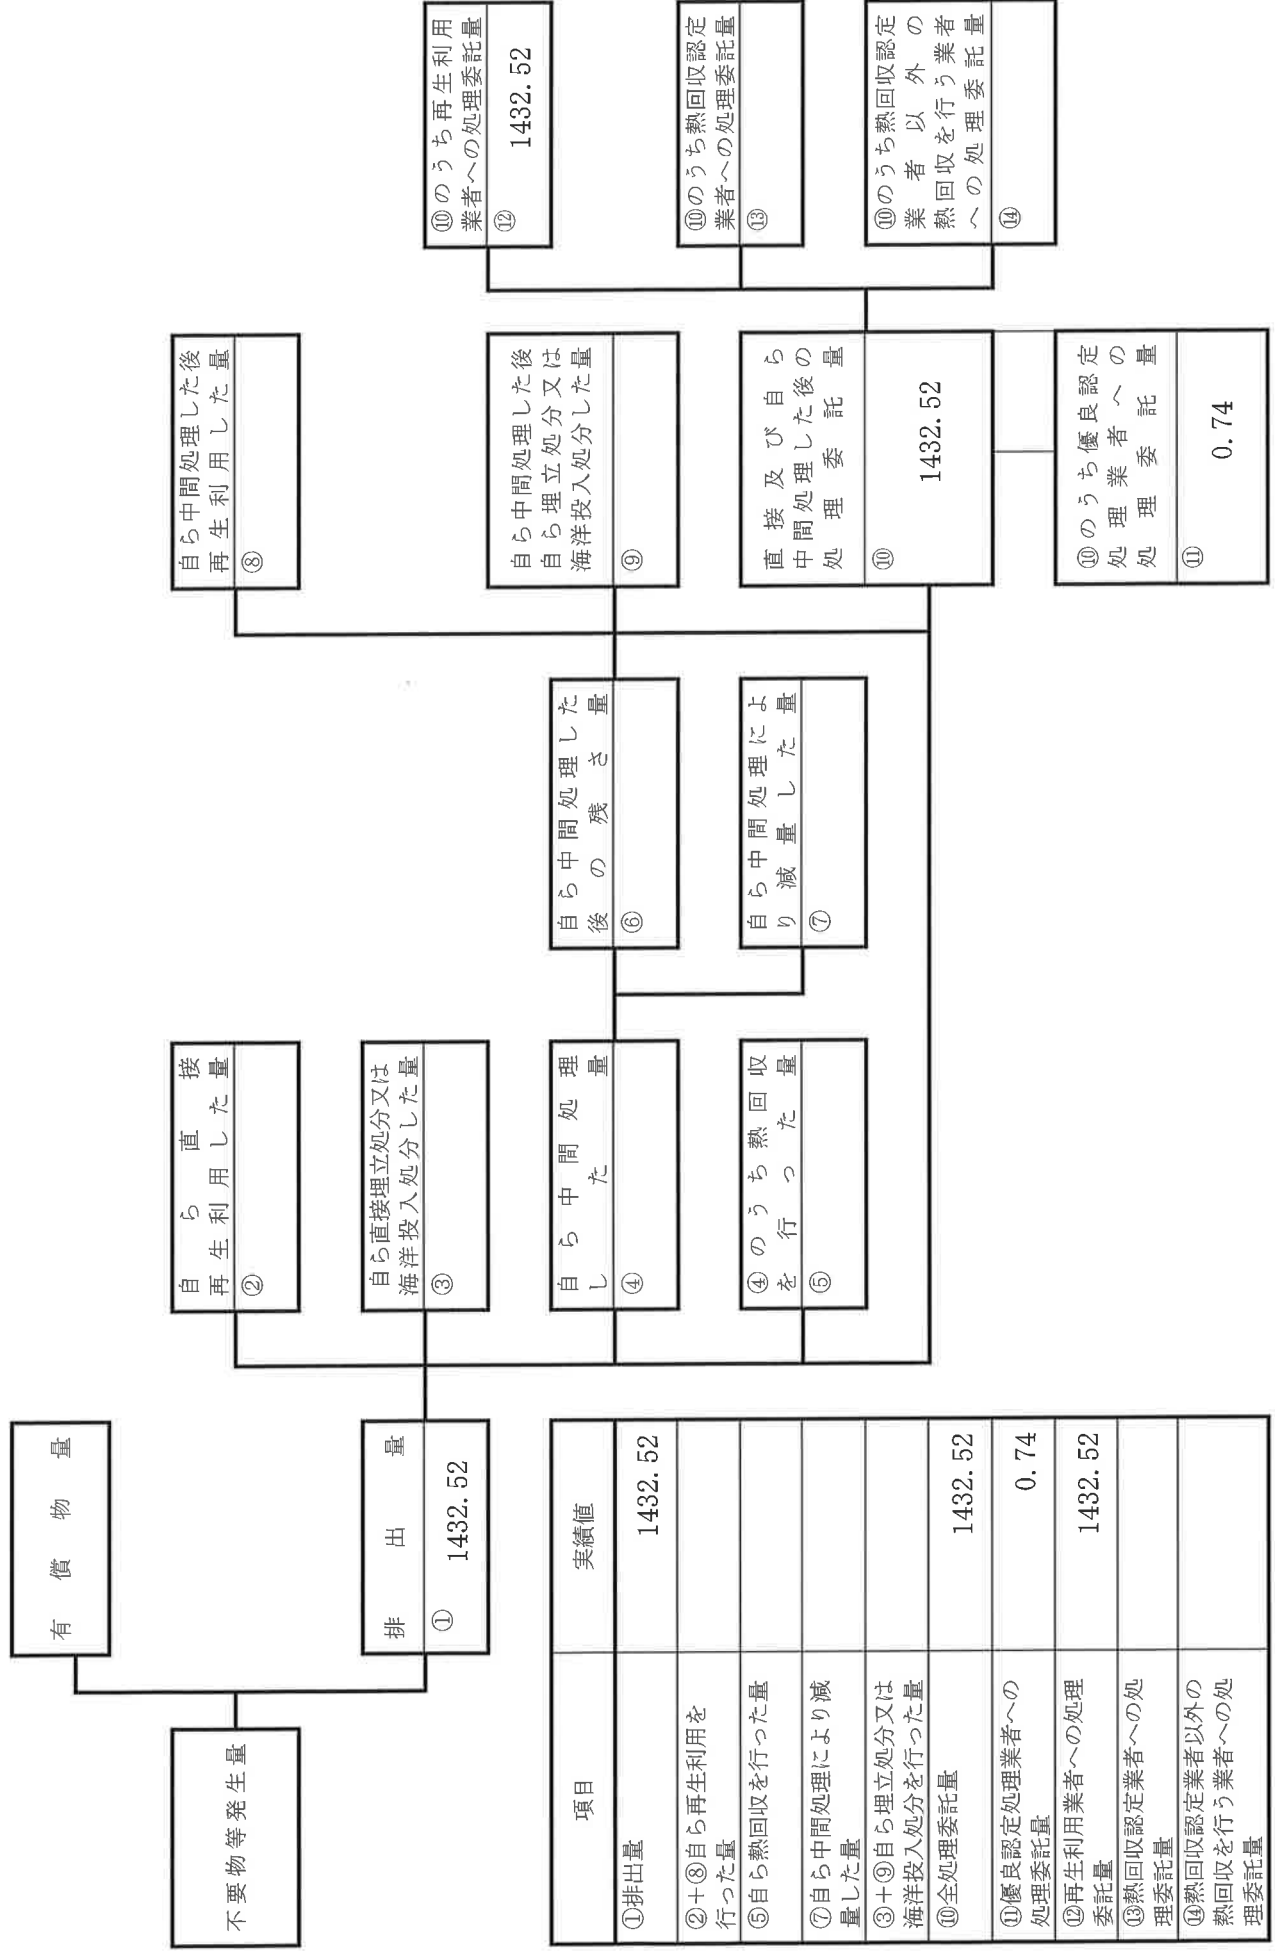 不要物等発生量
有償物量
排出量
① 1432.52
自ら直接
再生利用した量
②
自ら直接埋立処分又は
海洋投入処分した量
③
自ら中間処理
した量
④
④のうち熱回収
を行った量
⑤
自ら中間処理した
後の残さ量
⑥
自ら中間処理によ
り減量した量
⑦
自ら中間処理した後
再生利用した量
⑧
自ら中間処理した後
自ら埋立処分又は
海洋投入処分した量
⑨
直接及び自ら
中間処理した後の
処理委託量
⑩ 1432.52
⑩のうち優良認定
処理業者への
処理委託量
⑪ 0.74
⑩のうち再生利用
業者への処理委託量
⑫ 1432.52
⑩のうち熱回収認定
業者への処理委託量
⑬
⑩のうち熱回収認定
業者以外の
熱回収を行う業者
への処理委託量
⑭
項目 実績値
①排出量 1432.52
②+⑧自ら再生利用を
行った量
⑤自ら熱回収を行った量
⑦自ら中間処理により減
量した量
③+⑨自ら埋立処分又は
海洋投入処分を行った量
⑩全処理委託量 1432.52
⑪優良認定処理業者への
処理委託量 0.74
⑫再生利用業者への処理
委託量 1432.52
⑬熱回収認定業者への処
理委託量
⑭熱回収認定業者以外の
熱回収を行う業者への処
理委託量